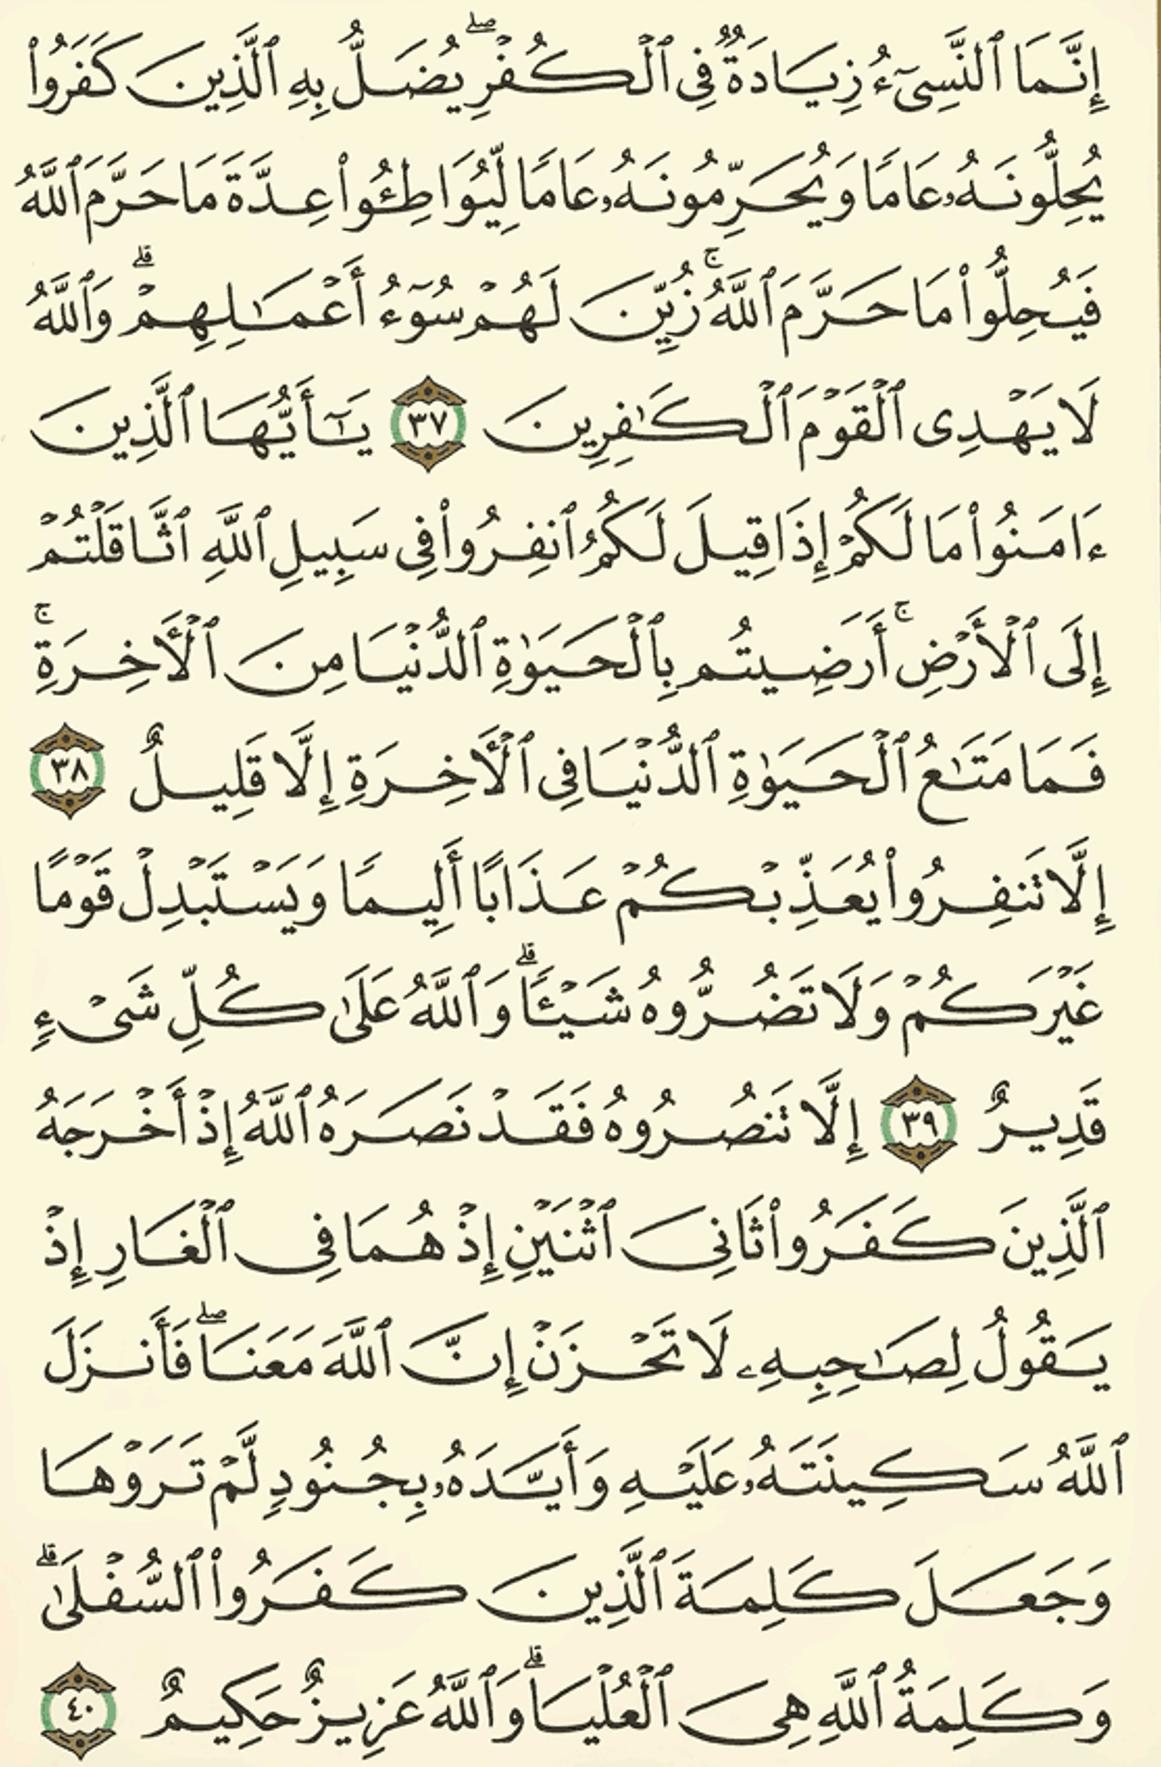 إِنَّمَا ٱلنَّسِىٓءُ زِيَادَةٌ فِى ٱلْكُفْرِ ۖ يُضَلُّ بِهِ ٱلَّذِينَ كَفَرُوا۟
يُحِلُّونَهُۥ عَامًا وَيُحَرِّمُونَهُۥ عَامًا لِّيُوَاطِـُٔوا۟ عِدَّةَ مَا حَرَّمَ ٱللَّهُ
فَيُحِلُّوا۟ مَا حَرَّمَ ٱللَّهُ ۚ زُيِّنَ لَهُمْ سُوٓءُ أَعْمَـٰلِهِمْ ۗ وَٱللَّهُ
لَا يَهْدِى ٱلْقَوْمَ ٱلْكَـٰفِرِينَ ٣٧ يَـٰٓأَيُّهَا ٱلَّذِينَ
ءَامَنُوا۟ مَا لَكُمْ إِذَا قِيلَ لَكُمُ ٱنفِرُوا۟ فِى سَبِيلِ ٱللَّهِ ٱثَّاقَلْتُمْ
إِلَى ٱلْأَرْضِ ۚ أَرَضِيتُم بِٱلْحَيَوٰةِ ٱلدُّنْيَا مِنَ ٱلْـَٔاخِرَةِ ۚ
فَمَا مَتَـٰعُ ٱلْحَيَوٰةِ ٱلدُّنْيَا فِى ٱلْـَٔاخِرَةِ إِلَّا قَلِيلٌ ٣٨
إِلَّا تَنفِرُوا۟ يُعَذِّبْكُمْ عَذَابًا أَلِيمًا وَيَسْتَبْدِلْ قَوْمًا
غَيْرَكُمْ وَلَا تَضُرُّوهُ شَيْـًٔا ۗ وَٱللَّهُ عَلَىٰ كُلِّ شَىْءٍ
قَدِيرٌ ٣٩ إِلَّا تَنصُرُوهُ فَقَدْ نَصَرَهُ ٱللَّهُ إِذْ أَخْرَجَهُ
ٱلَّذِينَ كَفَرُوا۟ ثَانِىَ ٱثْنَيْنِ إِذْ هُمَا فِى ٱلْغَارِ إِذْ
يَقُولُ لِصَـٰحِبِهِۦ لَا تَحْزَنْ إِنَّ ٱللَّهَ مَعَنَا ۖ فَأَنزَلَ
ٱللَّهُ سَكِينَتَهُۥ عَلَيْهِ وَأَيَّدَهُۥ بِجُنُودٍ لَّمْ تَرَوْهَا
وَجَعَلَ كَلِمَةَ ٱلَّذِينَ كَفَرُوا۟ ٱلسُّفْلَىٰ ۗ
وَكَلِمَةُ ٱللَّهِ هِىَ ٱلْعُلْيَا ۗ وَٱللَّهُ عَزِيزٌ حَكِيمٌ ٤٠